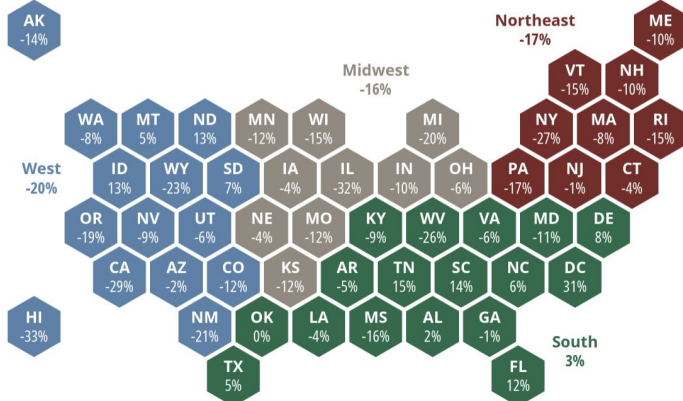 AK
-14%
Northeast
-17%
ME
-10%
Midwest
-16%
VT
-15%
NH
-10%
WA
-8%
MT
5%
ND
13%
MN
-12%
WI
-15%
MI
-20%
NY
-27%
MA
-8%
RI
-15%
West
-20%
ID
13%
WY
-23%
SD
7%
IA
-4%
IL
-32%
IN
-10%
OH
-6%
PA
-17%
NJ
-1%
CT
-4%
OR
-19%
NV
-9%
UT
-6%
NE
-4%
MO
-12%
KY
-9%
WV
-26%
VA
-6%
MD
-11%
DE
8%
CA
-29%
AZ
-2%
CO
-12%
KS
-12%
AR
-5%
TN
15%
SC
14%
NC
6%
DC
31%
HI
-33%
NM
-21%
OK
0%
LA
-4%
MS
-16%
AL
2%
GA
-1%
South
3%
TX
5%
FL
12%